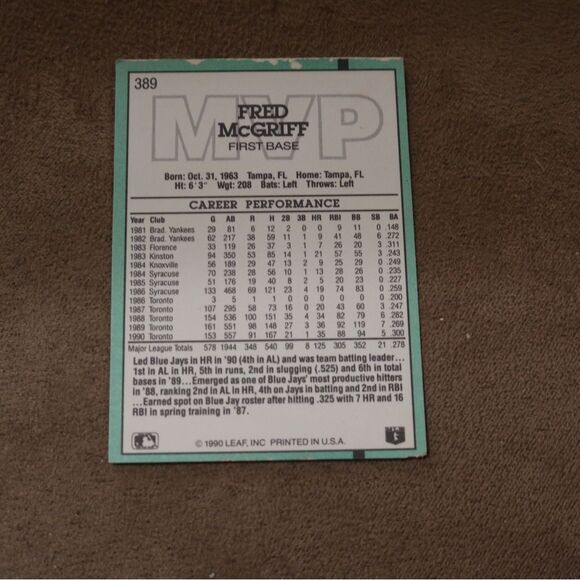 389
MVP
FRED
McGRIFF
FIRST BASE
Born: Oct. 31, 1963 Tampa, FL Home: Tampa, FL
Ht: 6'3" Wgt: 208 Bats: Left Throws: Left
CAREER PERFORMANCE
Year Club G AB R H 2B 3B HR RBI BB SB BA
1981 Brad. Yankees 29 81 6 12 2 0 0 9 11 0 .148
1982 Brad. Yankees 62 217 38 59 11 1 9 41 48 6 .272
1983 Florence 33 119 26 37 3 1 7 26 20 3 .311
1983 Kinston 94 350 53 85 14 1 21 57 55 3 .243
1984 Knoxville 56 189 29 47 13 2 9 25 29 0 .249
1984 Syracuse 70 238 28 56 10 1 13 28 26 0 .235
1985 Syracuse 51 176 19 40 8 2 5 20 23 0 .227
1986 Syracuse 133 468 69 121 23 4 19 74 83 0 .259
1986 Toronto 3 5 1 1 0 0 0 0 0 0 .200
1987 Toronto 107 295 58 73 16 0 20 43 60 3 .247
1988 Toronto 154 536 100 151 35 4 34 82 79 6 .282
1989 Toronto 161 551 98 148 27 3 36 92 119 7 .269
1990 Toronto 153 557 91 167 21 1 35 88 94 5 .300
Major League Totals 578 1944 348 540 99 8 125 305 352 21 .278
Led Blue Jays in HR in '90 (4th in AL) and was team batting leader...
1st in AL in HR, 5th in runs, 2nd in slugging (.525) and 6th in total
bases in '89...Emerged as one of Blue Jays' most productive hitters
in '88, ranking 2nd in AL in HR, 4th on Jays in batting and 2nd in RBI
...Earned spot on Blue Jay roster after hitting .325 with 7 HR and 16
RBI in spring training in '87.
© 1990 LEAF, INC PRINTED IN U.S.A.